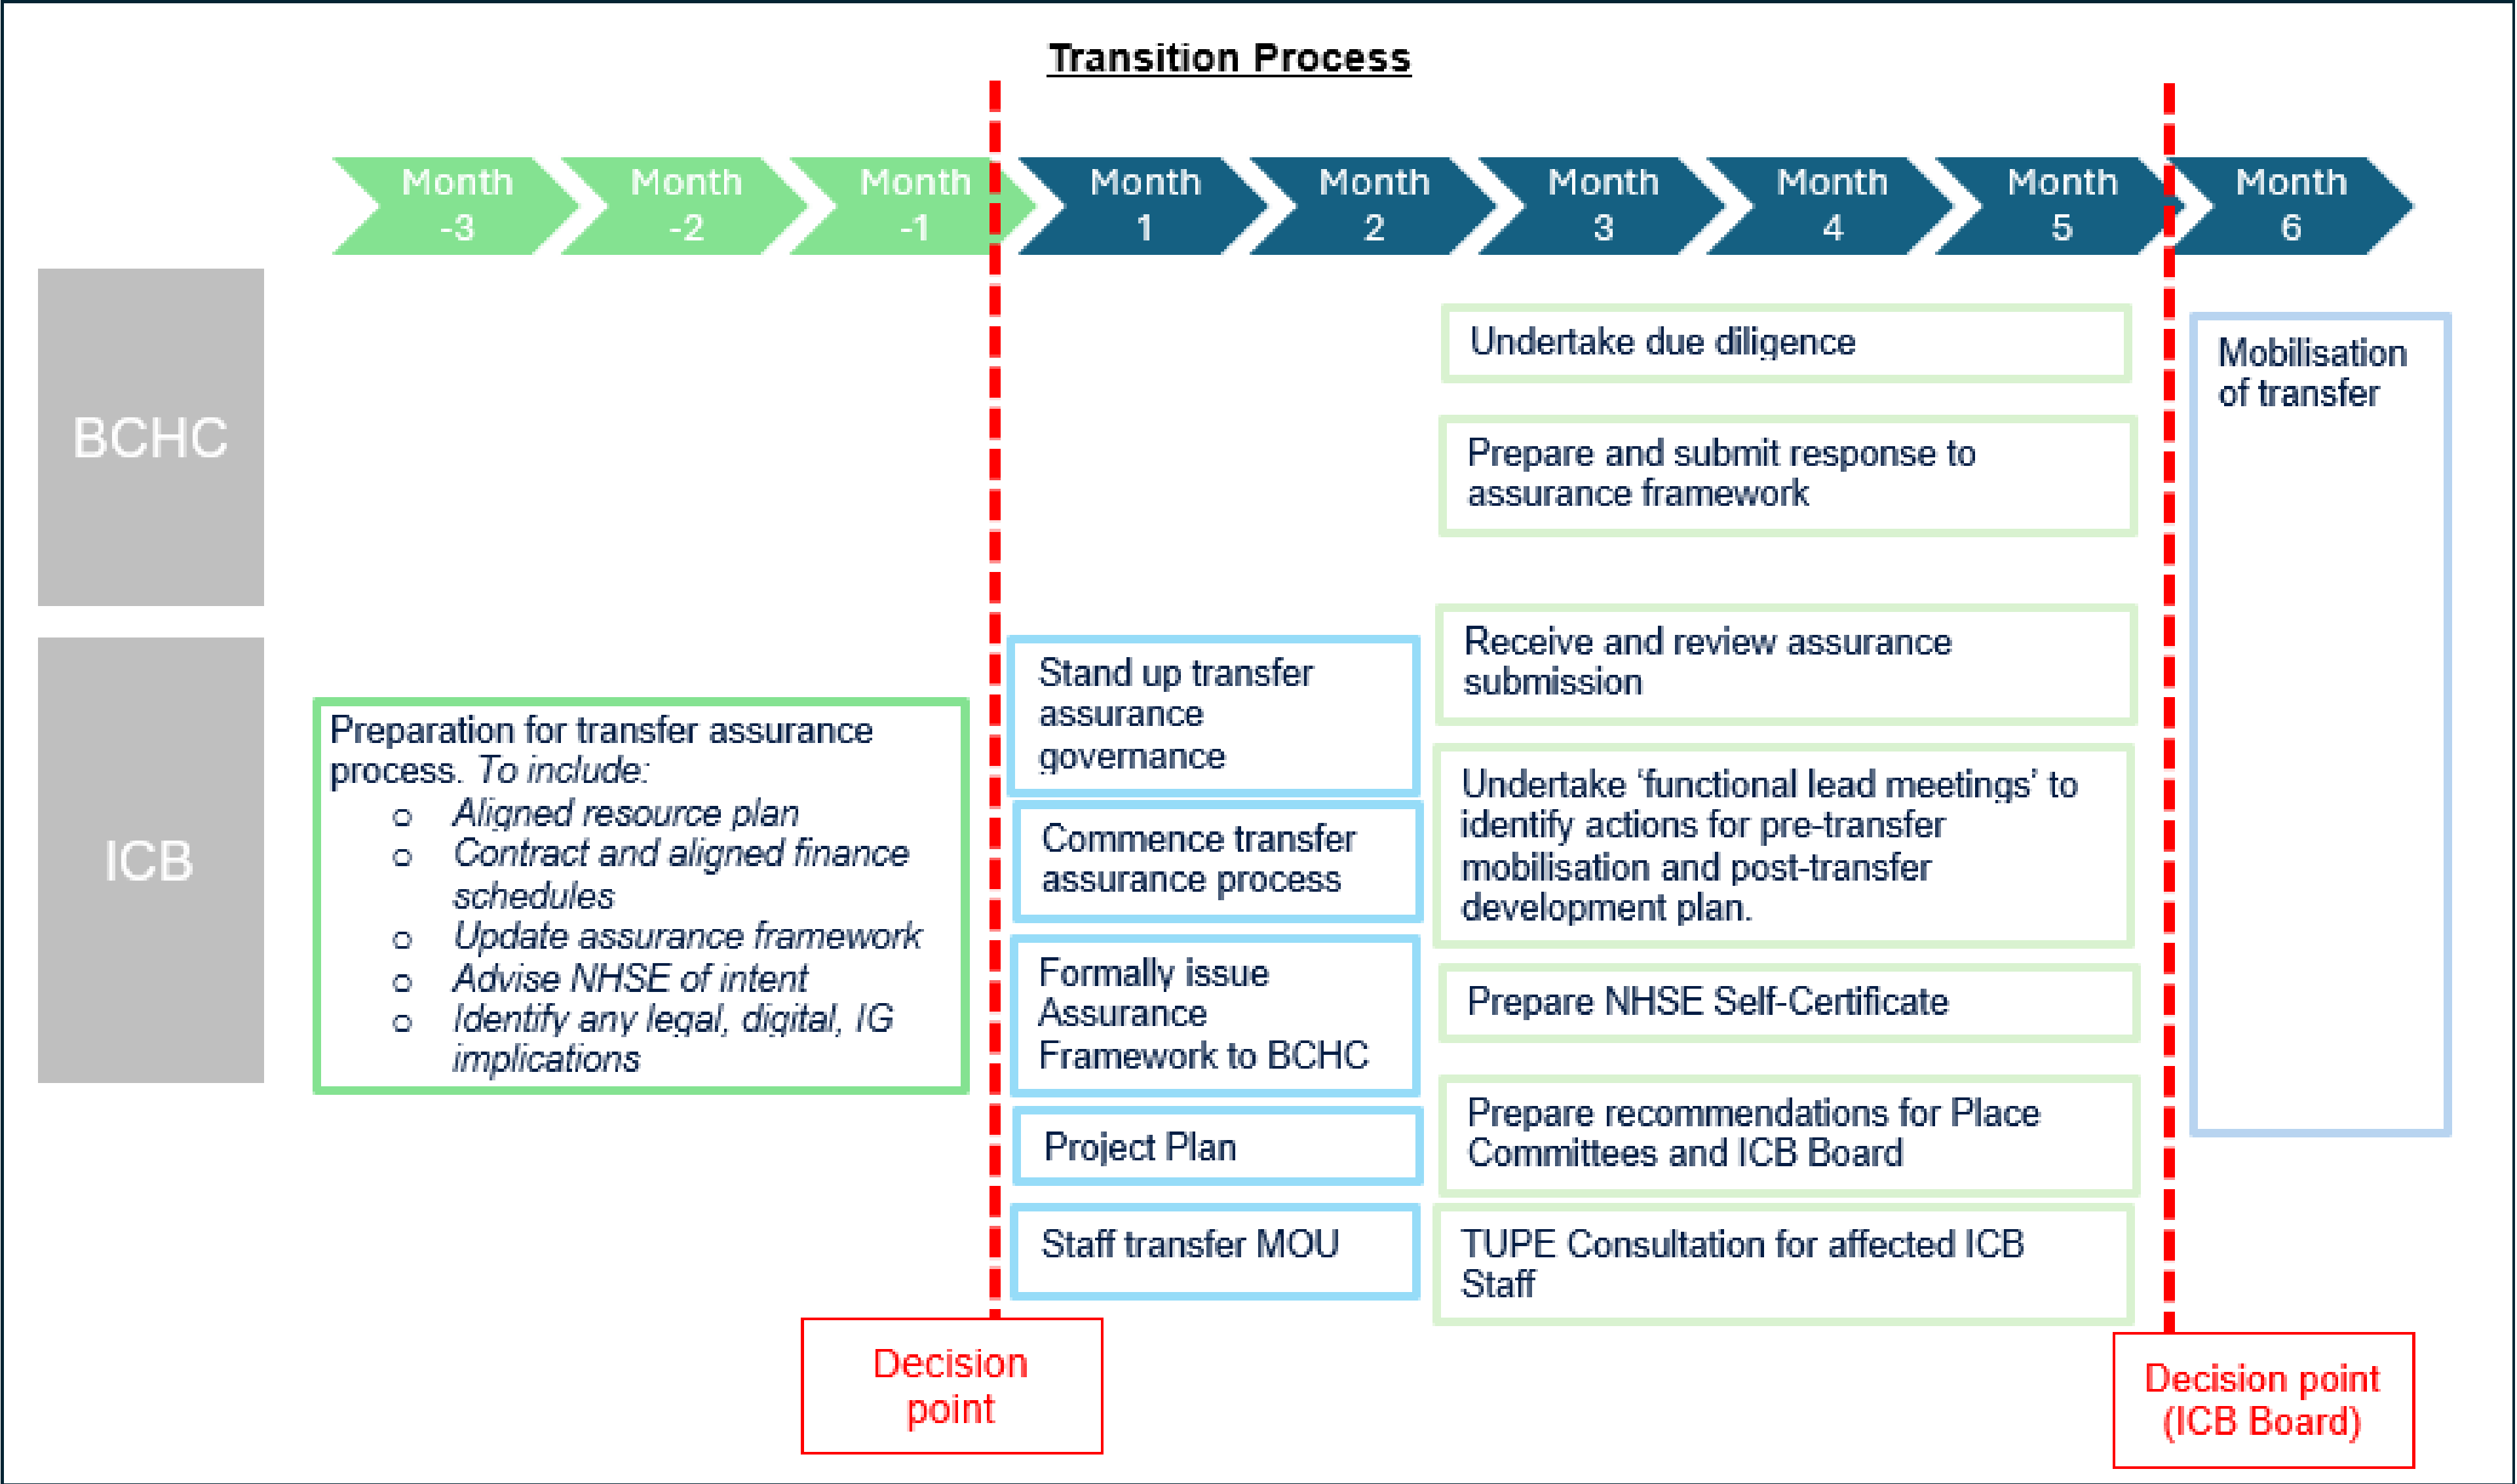 Transition Process
Month
-3
Month
-2
Month
-1
Month
1
Month
2
Month
3
Month
4
Month
5
Month
6
BCHC
Undertake due diligence
Prepare and submit response to
assurance framework
Mobilisation
of transfer
ICB
Preparation for transfer assurance
process. To include:
o Aligned resource plan
o Contract and aligned finance
schedules
o Update assurance framework
o Advise NHSE of intent
o Identify any legal, digital, IG
implications
Stand up transfer
assurance
governance
Commence transfer
assurance process
Formally issue
Assurance
Framework to BCHC
Project Plan
Staff transfer MOU
Receive and review assurance
submission
Undertake ‘functional lead meetings’ to
identify actions for pre-transfer
mobilisation and post-transfer
development plan.
Prepare NHSE Self-Certificate
Prepare recommendations for Place
Committees and ICB Board
TUPE Consultation for affected ICB
Staff
Decision
point
Decision point
(ICB Board)